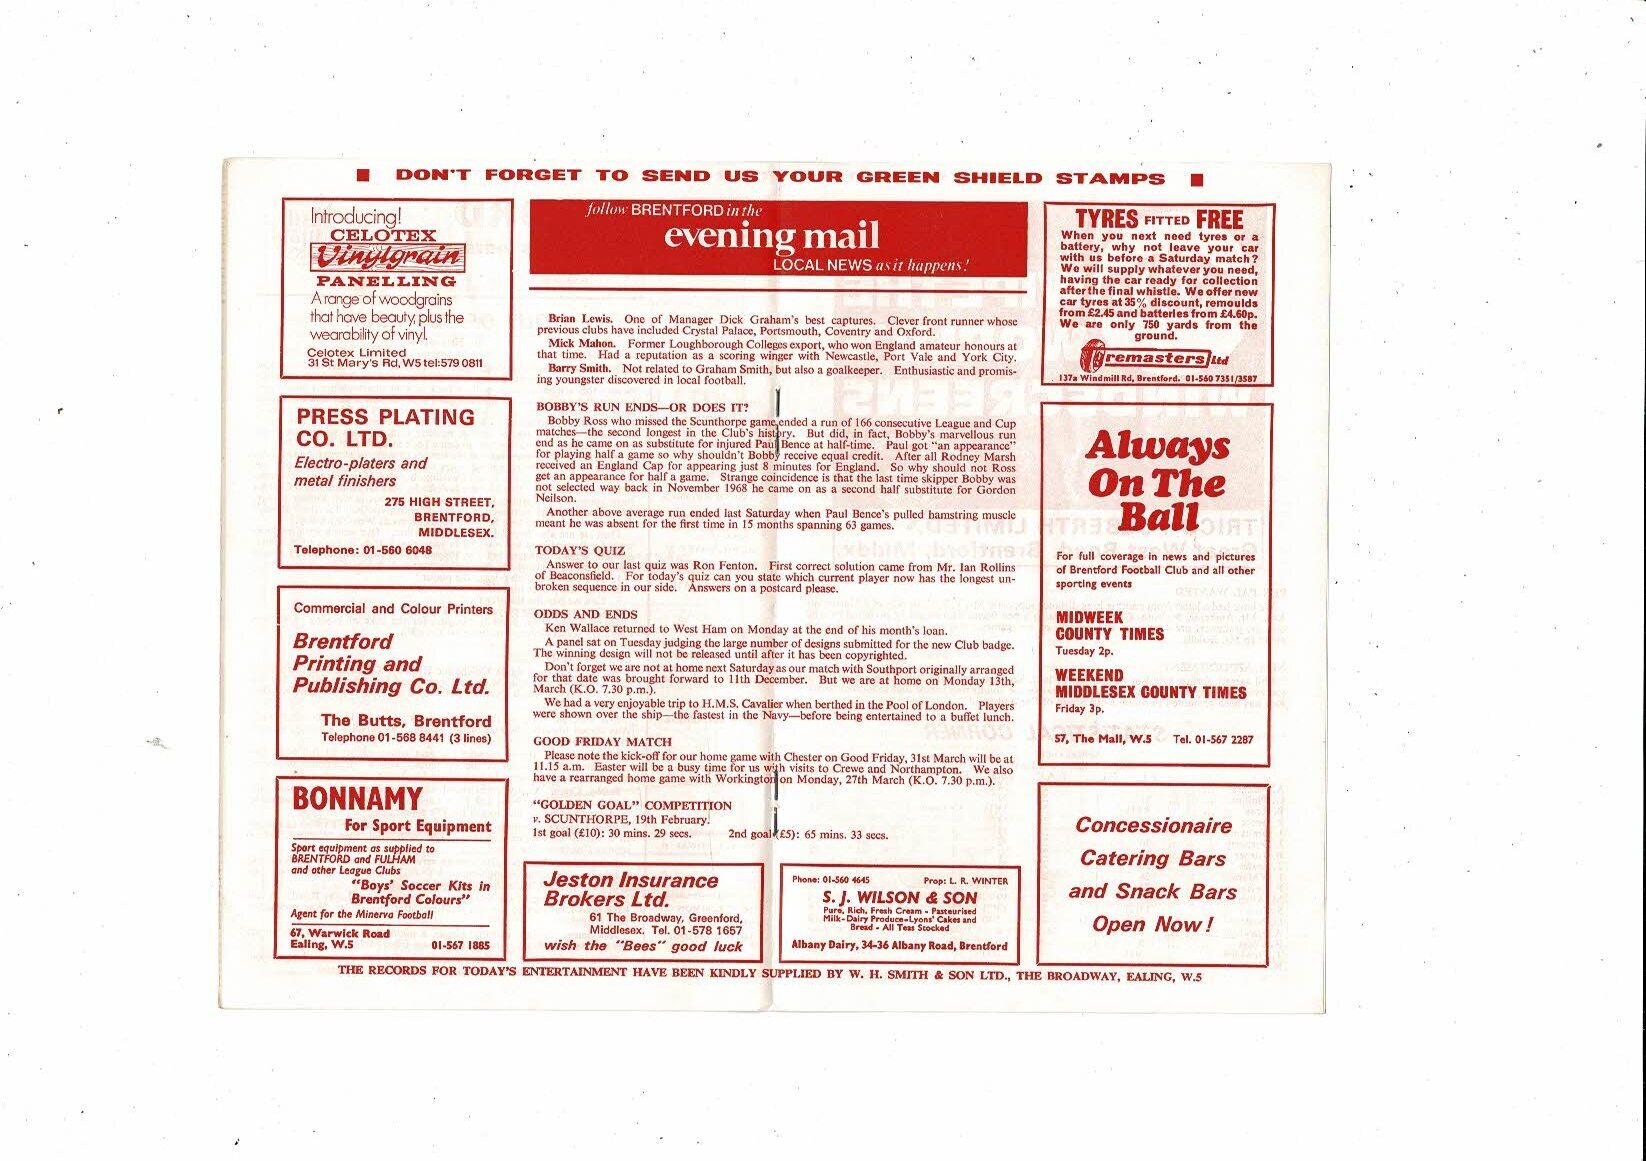 ■ DON'T FORGET TO SEND US YOUR GREEN SHIELD STAMPS ■
Introducing!
CELOTEX
Vinylgrain
PANELLING
A range of woodgrains
that have beauty, plus the
wearability of vinyl.
Celotex Limited
31 St Mary's Rd, W5 tel: 579 0811
PRESS PLATING
CO. LTD.
Electro-platers and
metal finishers
275 HIGH STREET,
BRENTFORD,
MIDDLESEX.
Telephone: 01-560 6048
Commercial and Colour Printers
Brentford
Printing and
Publishing Co. Ltd.
The Butts, Brentford
Telephone 01-568 8441 (3 lines)
BONNAMY
For Sport Equipment
Sport equipment as supplied to
BRENTFORD and FULHAM
and other League Clubs
"Boys' Soccer Kits in
Brentford Colours"
Agent for the Minerva Football
67, Warwick Road
Ealing, W.5 01-567 1885
follow BRENTFORD in the
evening mail
LOCAL NEWS as it happens!
Brian Lewis. One of Manager Dick Graham's best captures. Clever front runner whose
previous clubs have included Crystal Palace, Portsmouth, Coventry and Oxford.
Mick Mahon. Former Loughborough Colleges export, who won England amateur honours at
that time. Had a reputation as a scoring winger with Newcastle, Port Vale and York City.
Barry Smith. Not related to Graham Smith, but also a goalkeeper. Enthusiastic and promis-
ing youngster discovered in local football.
BOBBY'S RUN ENDS—OR DOES IT?
Bobby Ross who missed the Scunthorpe game ended a run of 166 consecutive League and Cup
matches—the second longest in the Club's history. But did, in fact, Bobby's marvellous run
end as he came on as substitute for injured Paul Bence at half-time. Paul got "an appearance"
for playing half a game so why shouldn't Bobby receive equal credit. After all Rodney Marsh
received an England Cap for appearing just 8 minutes for England. So why should not Ross
get an appearance for half a game. Strange coincidence is that the last time skipper Bobby was
not selected way back in November 1968 he came on as a second half substitute for Gordon
Neilson.
Another above average run ended last Saturday when Paul Bence's pulled hamstring muscle
meant he was absent for the first time in 15 months spanning 63 games.
TODAY'S QUIZ
Answer to our last quiz was Ron Fenton. First correct solution came from Mr. Ian Rollins
of Beaconsfield. For today's quiz can you state which current player now has the longest un-
broken sequence in our side. Answers on a postcard please.
ODDS AND ENDS
Ken Wallace returned to West Ham on Monday at the end of his month's loan.
A panel sat on Tuesday judging the large number of designs submitted for the new Club badge.
The winning design will not be released until after it has been copyrighted.
Don't forget we are not at home next Saturday as our match with Southport originally arranged
for that date was brought forward to 11th December. But we are at home on Monday 13th,
March (K.O. 7.30 p.m.).
We had a very enjoyable trip to H.M.S. Cavalier when berthed in the Pool of London. Players
were shown over the ship—the fastest in the Navy—before being entertained to a buffet lunch.
GOOD FRIDAY MATCH
Please note the kick-off for our home game with Chester on Good Friday, 31st March will be at
11.15 a.m. Easter will be a busy time for us with visits to Crewe and Northampton. We also
have a rearranged home game with Workington on Monday, 27th March (K.O. 7.30 p.m.).
"GOLDEN GOAL" COMPETITION
v. SCUNTHORPE, 19th February.
1st goal (£10): 30 mins. 29 secs. 2nd goal (£5): 65 mins. 33 secs.
Jeston Insurance
Brokers Ltd.
61 The Broadway, Greenford,
Middlesex. Tel. 01-578 1657
wish the "Bees" good luck
Phone: 01-560 4645 Prop: L. R. WINTER
S. J. WILSON & SON
Pure, Rich, Fresh Cream - Pasteurised
Milk - Dairy Produce - Lyons' Cakes and
Bread - All Teas Stocked
Albany Dairy, 34-36 Albany Road, Brentford
TYRES FITTED FREE
When you next need tyres or a
battery, why not leave your car
with us before a Saturday match?
We will supply whatever you need,
having the car ready for collection
after the final whistle. We offer new
car tyres at 35% discount, remoulds
from £2.45 and batteries from £4.60p.
We are only 750 yards from the
ground.
Tyremasters Ltd
137a Windmill Rd, Brentford. 01-560 7351/3587
Always
On The
Ball
For full coverage in news and pictures
of Brentford Football Club and all other
sporting events
MIDWEEK
COUNTY TIMES
Tuesday 2p.
WEEKEND
MIDDLESEX COUNTY TIMES
Friday 3p.
57, The Mall, W.5 Tel. 01-567 2287
Concessionaire
Catering Bars
and Snack Bars
Open Now!
THE RECORDS FOR TODAY'S ENTERTAINMENT HAVE BEEN KINDLY SUPPLIED BY W. H. SMITH & SON LTD., THE BROADWAY, EALING, W.5